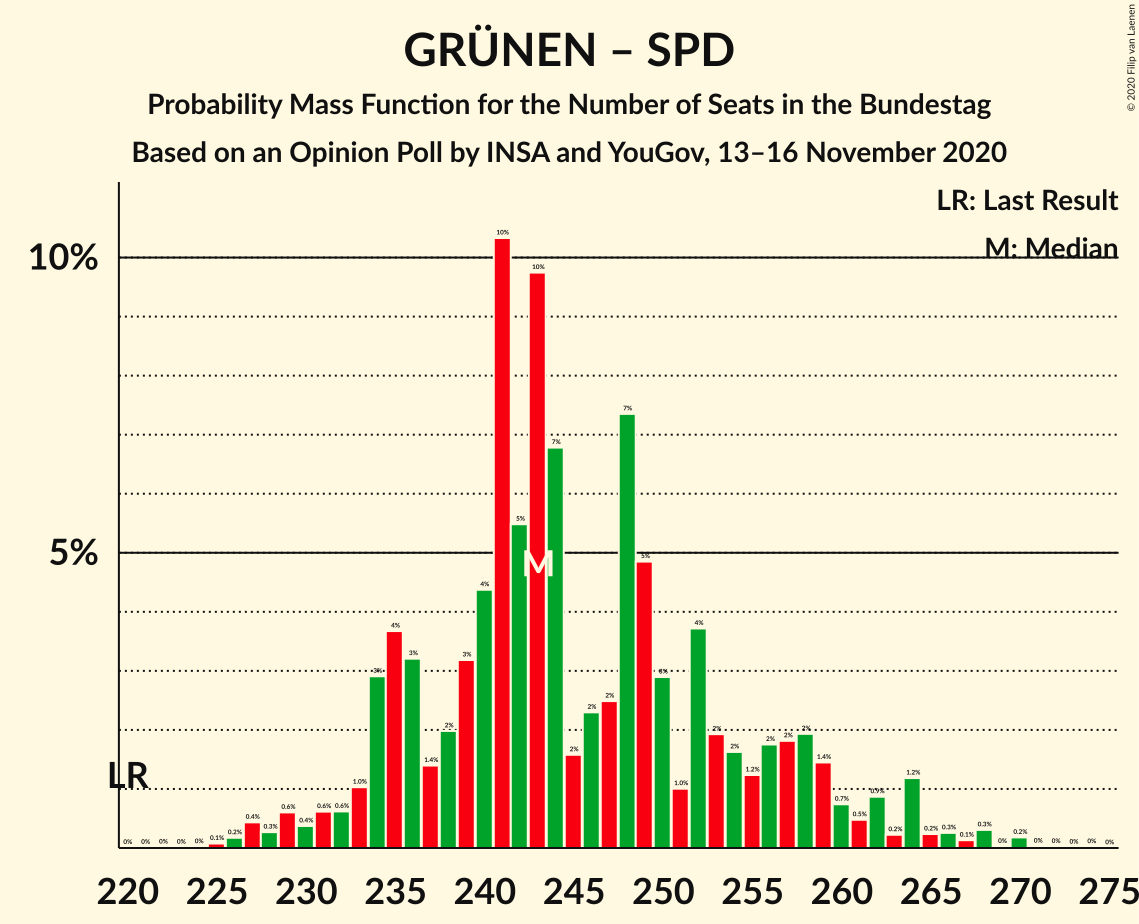 GRÜNEN – SPD
Probability Mass Function for the Number of Seats in the Bundestag
Based on an Opinion Poll by INSA and YouGov, 13–16 November 2020
© 2020 Filip van Laenen
LR: Last Result
M: Median
10%
5%
LR
M
0% 0% 0% 0% 0% 0.1% 0.2% 0.4% 0.3% 0.6% 0.4% 0.6% 0.6% 1.0% 3% 4% 3% 1.4% 2% 3% 4% 10% 5% 10% 7% 2% 2% 2% 7% 5% 3% 1.0% 4% 2% 2% 1.2% 2% 2% 2% 1.4% 0.7% 0.5% 0.9% 0.2% 1.2% 0.2% 0.3% 0.1% 0.3% 0% 0.2% 0% 0% 0% 0% 0%
220 225 230 235 240 245 250 255 260 265 270 275